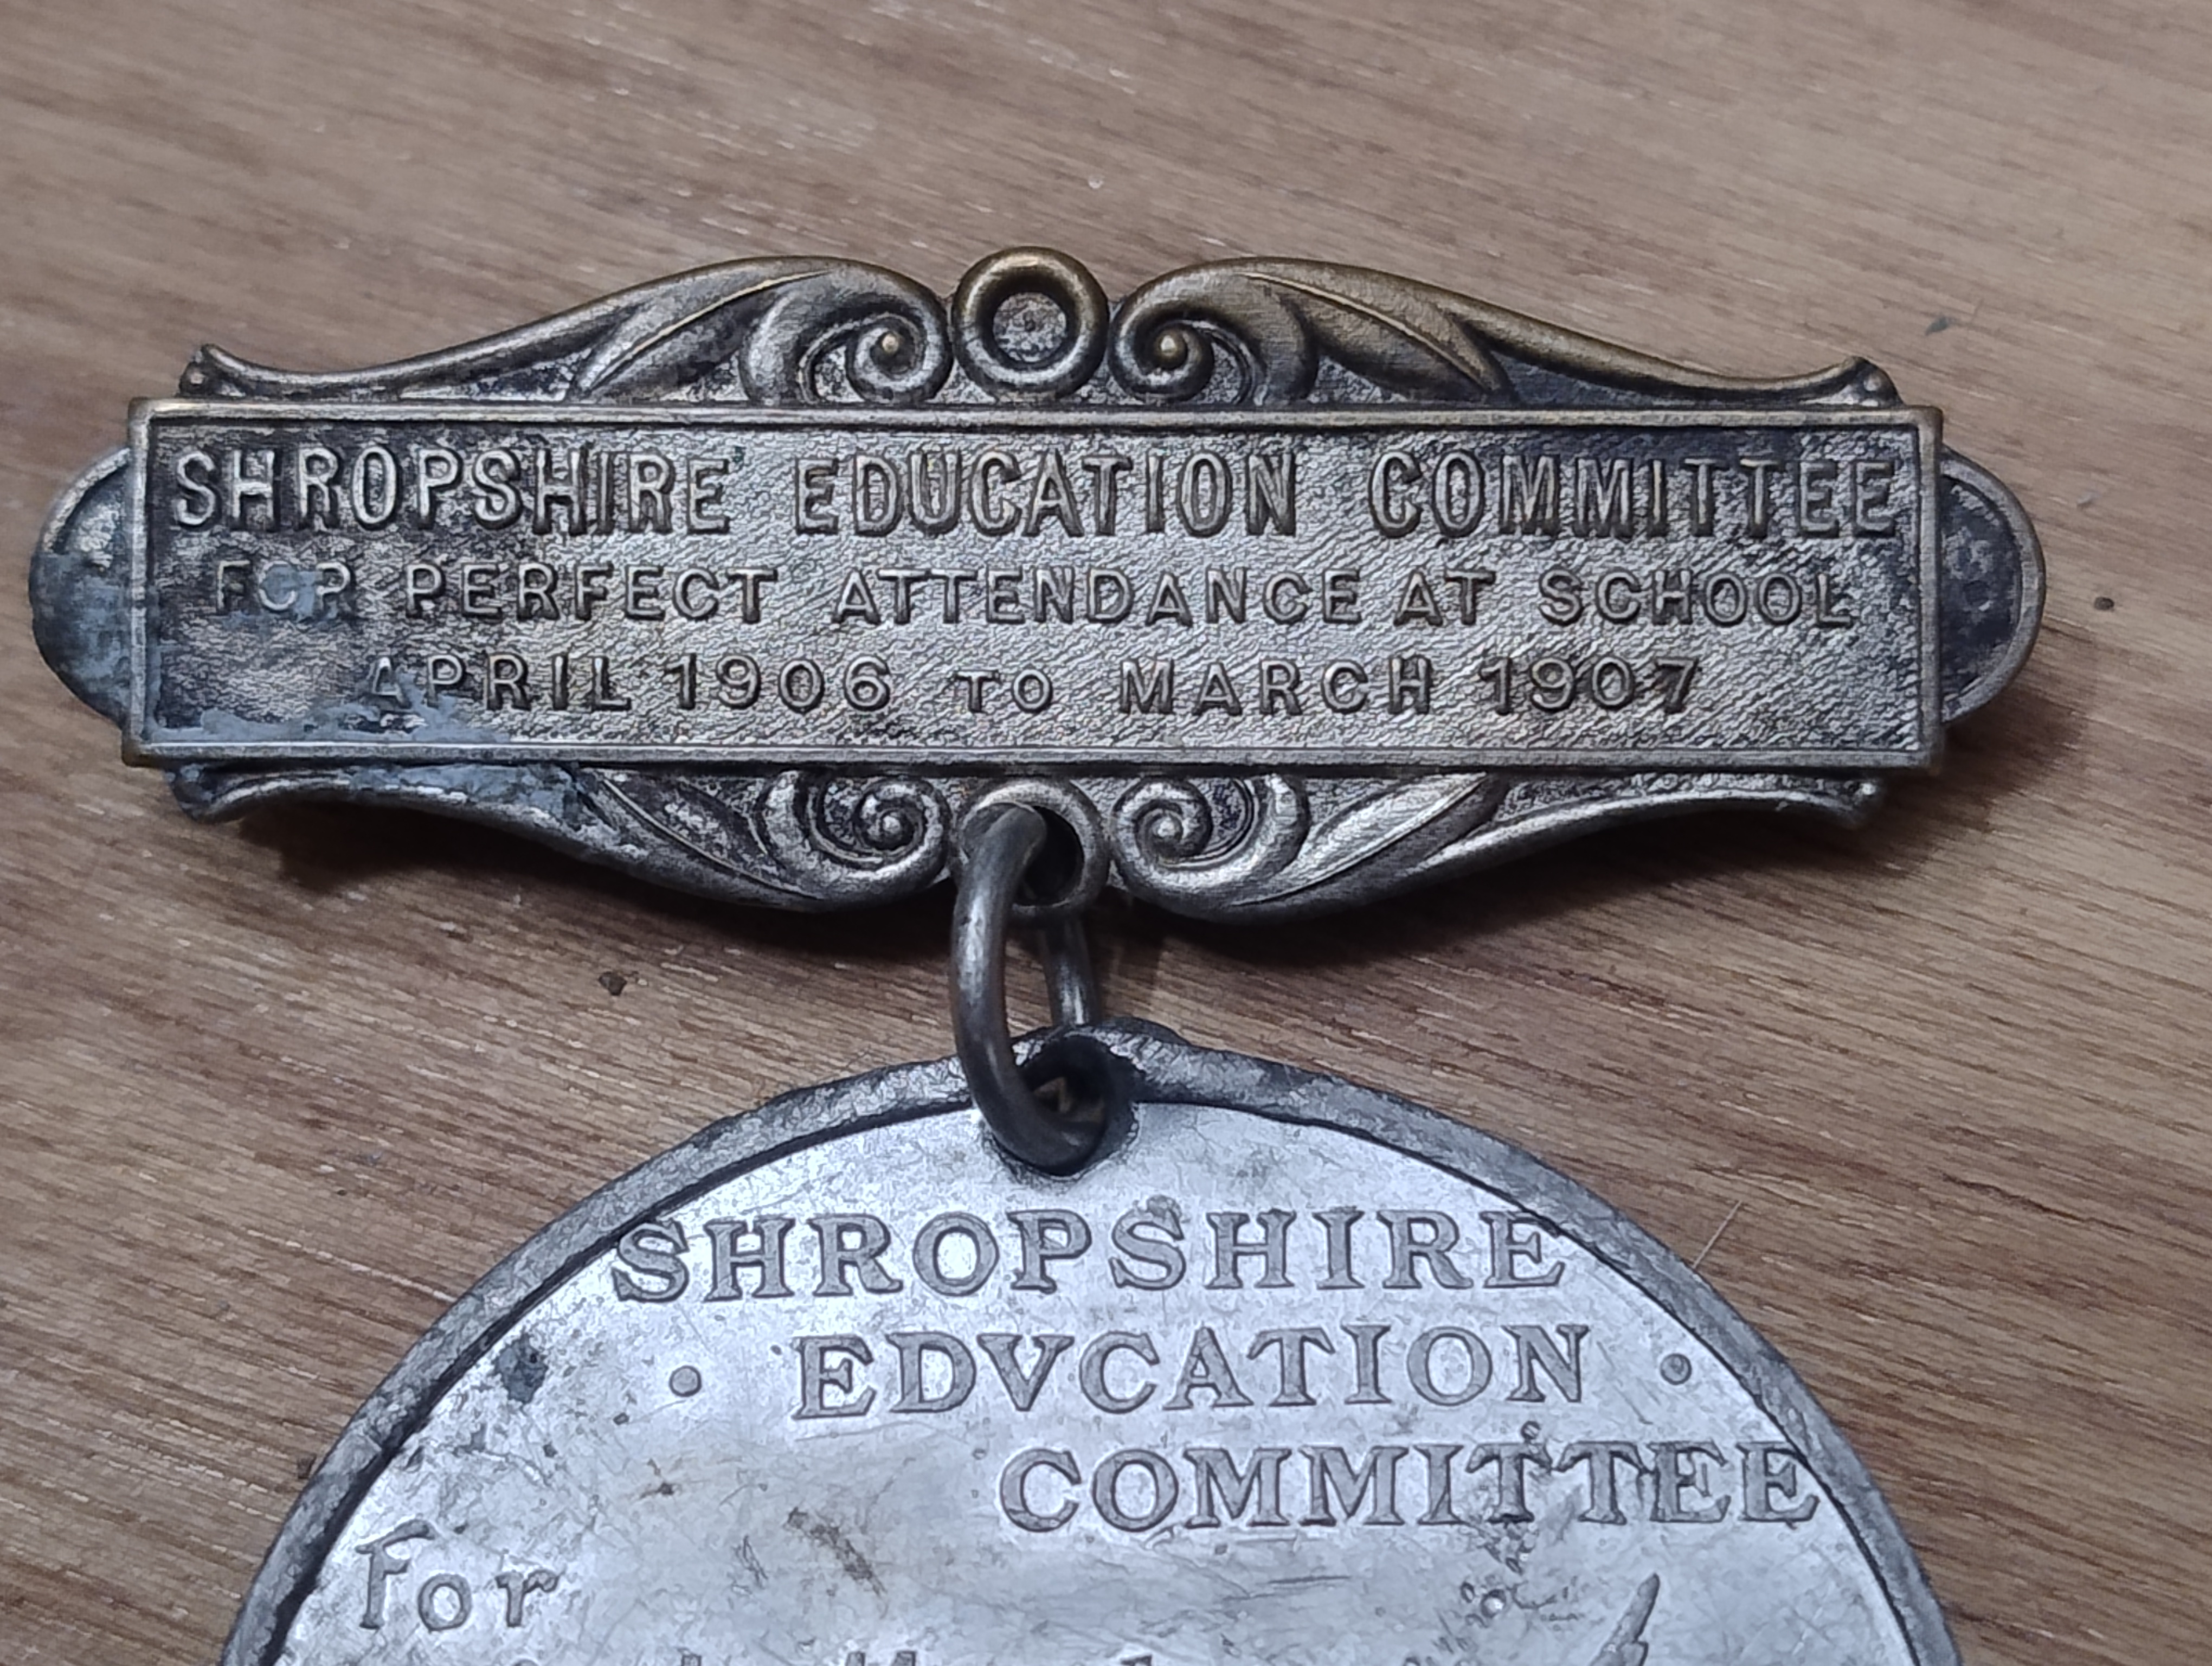 SHROPSHIRE EDUCATION COMMITTEE
FOR PERFECT ATTENDANCE AT SCHOOL
APRIL 1906 TO MARCH 1907
SHROPSHIRE
· EDVCATION ·
COMMITTEE
For